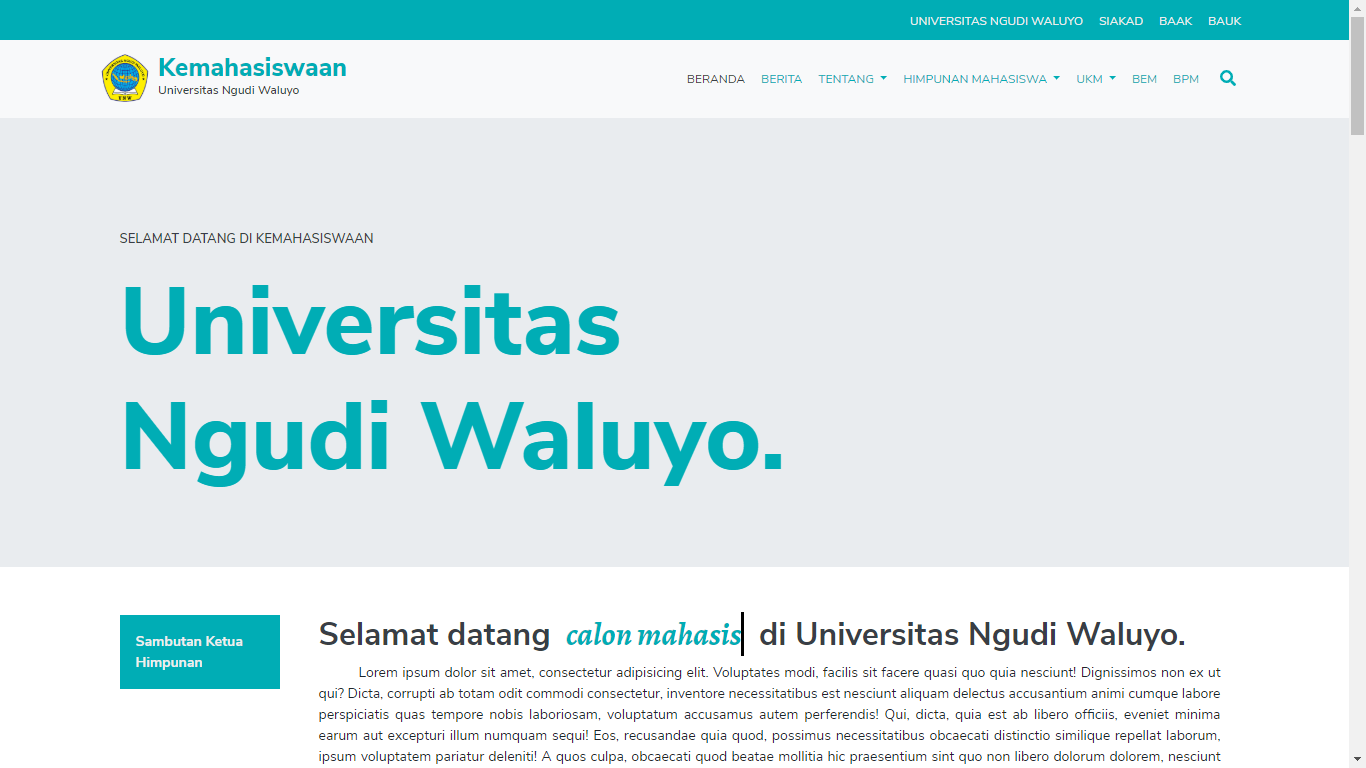 UNIVERSITAS NGUDI WALUYO SIAKAD BAAK BAUK
Kemahasiswaan
Universitas Ngudi Waluyo
BERANDA BERITA TENTANG HIMPUNAN MAHASISWA UKM BEM BPM
SELAMAT DATANG DI KEMAHASISWAAN
Universitas
Ngudi Waluyo.
Sambutan Ketua
Himpunan
Selamat datang calon mahasis di Universitas Ngudi Waluyo.
Lorem ipsum dolor sit amet, consectetur adipisicing elit. Voluptates modi, facilis sit facere quasi quo quia nesciunt! Dignissimos non ex ut
qui? Dicta, corrupti ab totam odit commodi consectetur, inventore necessitatibus est nesciunt aliquam delectus accusantium animi cumque labore
perspiciatis quas tempore nobis laboriosam, voluptatum accusamus autem perferendis! Qui, dicta, quia est ab libero officiis, eveniet minima
earum aut excepturi illum numquam sequi! Eos, recusandae quia quod, possimus necessitatibus obcaecati distinctio similique repellat laborum,
ipsum voluptatem pariatur deleniti! A quos culpa, obcaecati quod beatae mollitia hic praesentium sint quo non libero dolorum dolorem, nesciunt